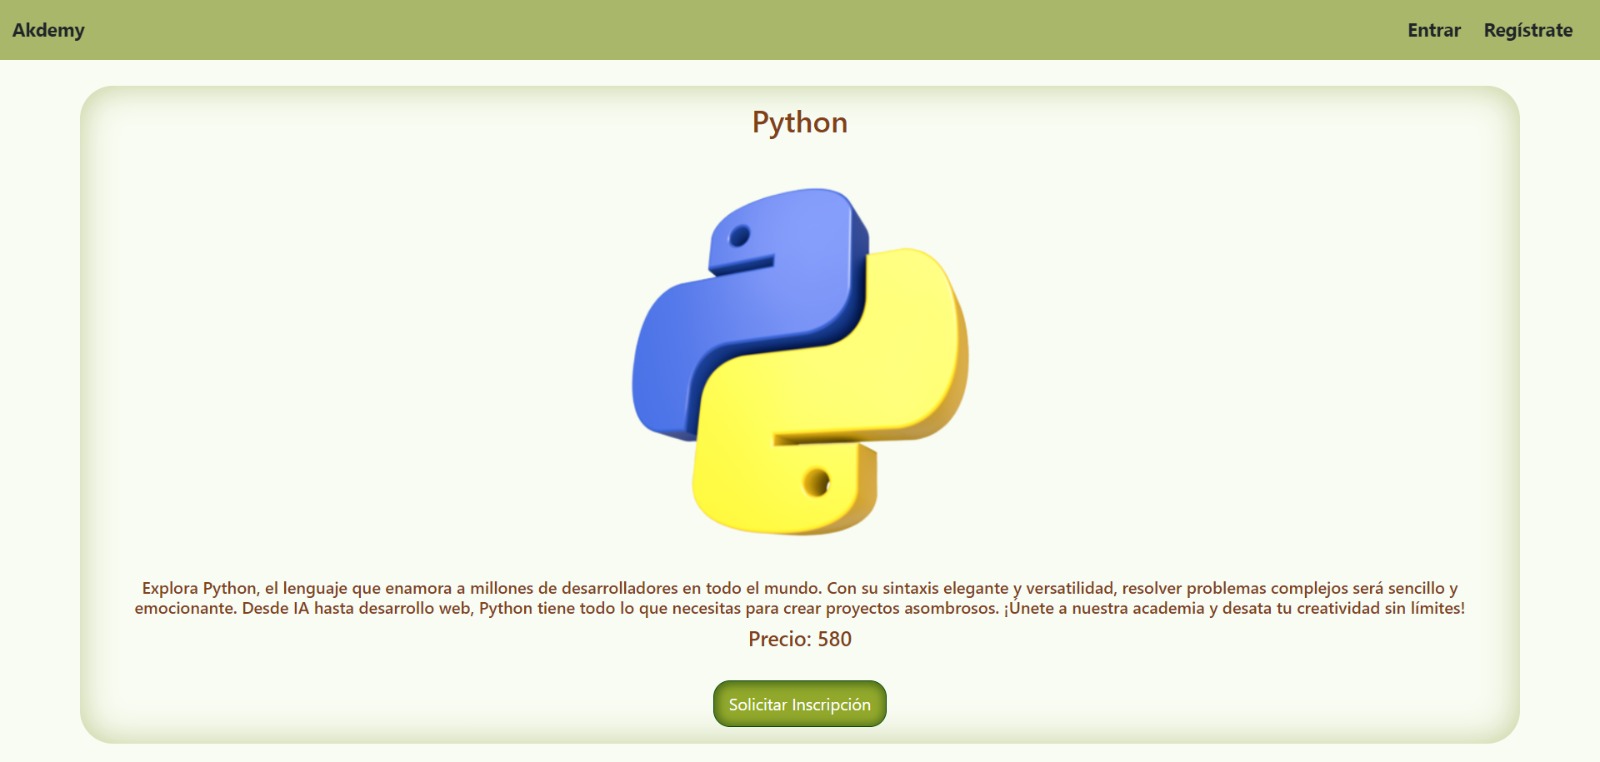 Akdemy
Entrar Regístrate
Python
Explora Python, el lenguaje que enamora a millones de desarrolladores en todo el mundo. Con su sintaxis elegante y versatilidad, resolver problemas complejos será sencillo y
emocionante. Desde IA hasta desarrollo web, Python tiene todo lo que necesitas para crear proyectos asombrosos. ¡Únete a nuestra academia y desata tu creatividad sin límites!
Precio: 580
Solicitar Inscripción